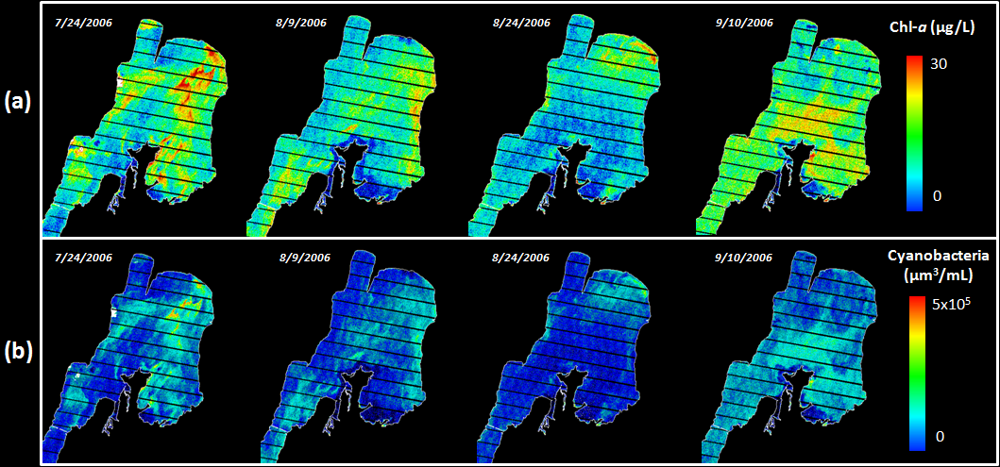 7/24/2006 8/9/2006 8/24/2006 9/10/2006 Chl-a (µg/L)
30
(a)
0
7/24/2006 8/9/2006 8/24/2006 9/10/2006 Cyanobacteria
(µm³/mL)
5x10⁵
(b)
0